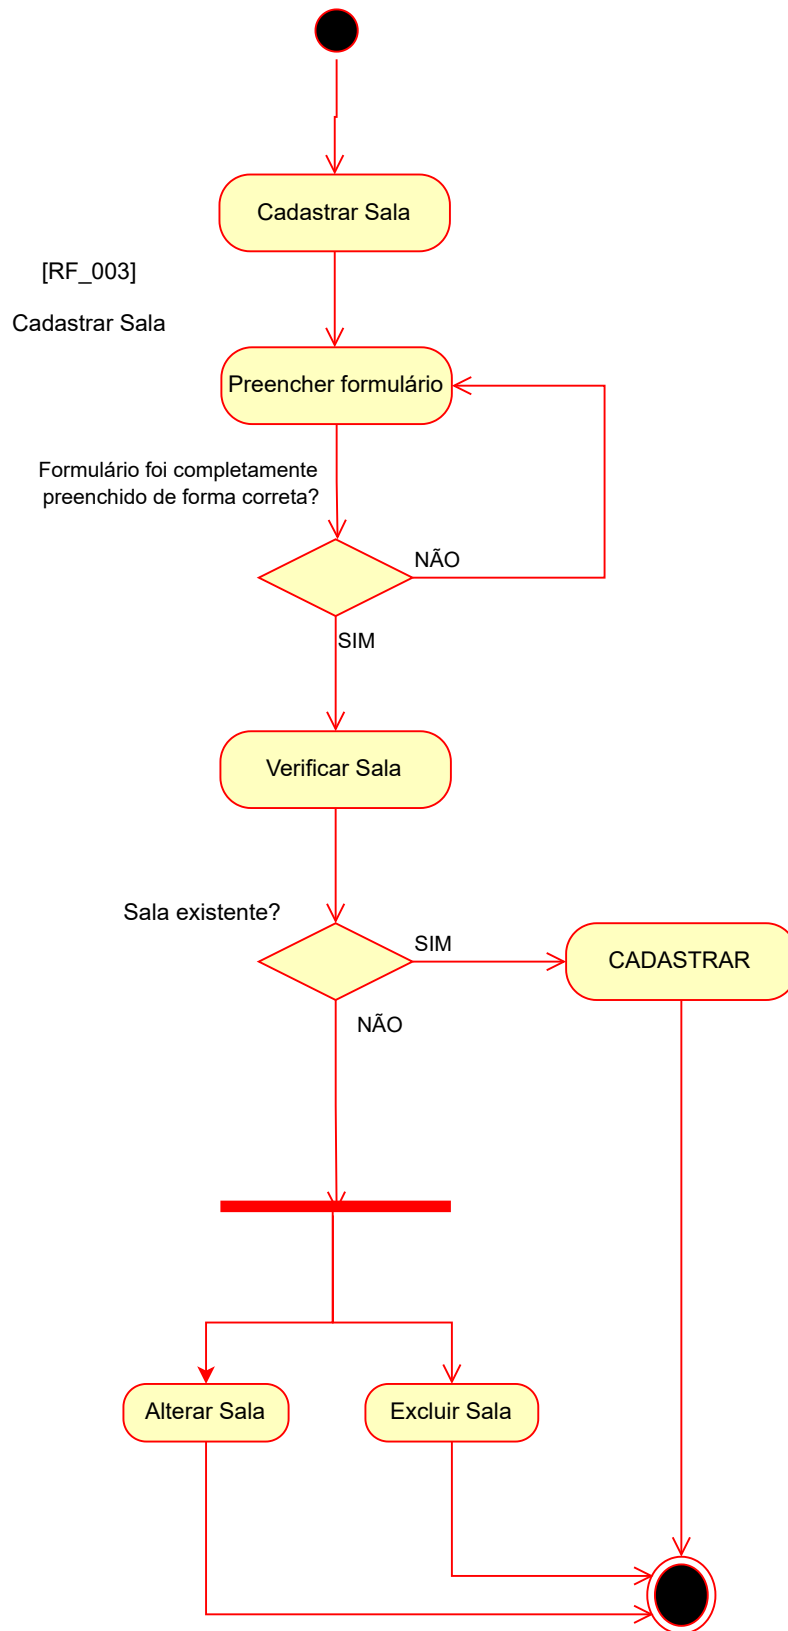 Cadastrar Sala
[RF_003]
Cadastrar Sala
Preencher formulário
Formulário foi completamente
preenchido de forma correta?
NÃO
SIM
Verificar Sala
Sala existente?
SIM
CADASTRAR
NÃO
Alterar Sala
Excluir Sala